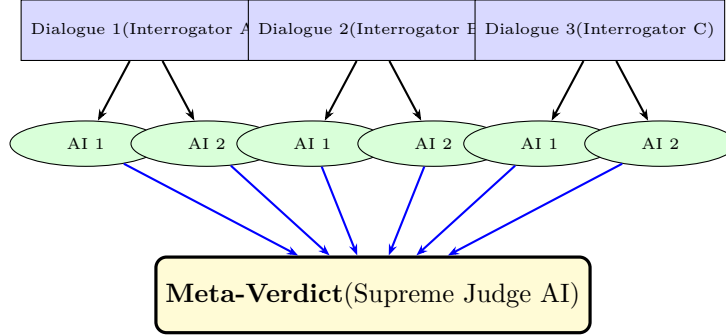 Dialogue 1(Interrogator A
Dialogue 2(Interrogator B
Dialogue 3(Interrogator C)
AI 1
AI 2
AI 1
AI 2
AI 1
AI 2
Meta-Verdict(Supreme Judge AI)